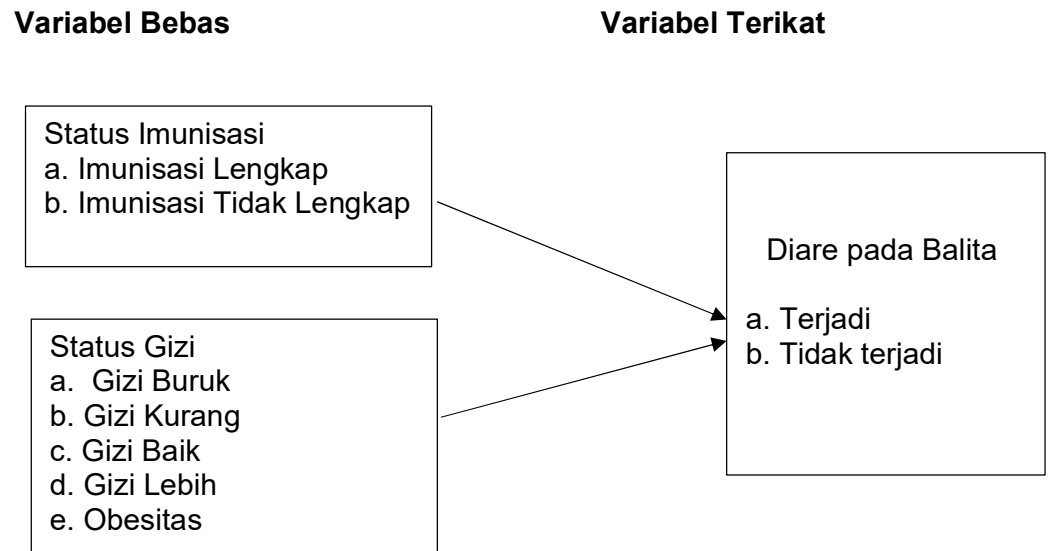 Variabel Bebas
Variabel Terikat
Status Imunisasi
a. Imunisasi Lengkap
b. Imunisasi Tidak Lengkap
Status Gizi
a. Gizi Buruk
b. Gizi Kurang
c. Gizi Baik
d. Gizi Lebih
e. Obesitas
Diare pada Balita
a. Terjadi
b. Tidak terjadi